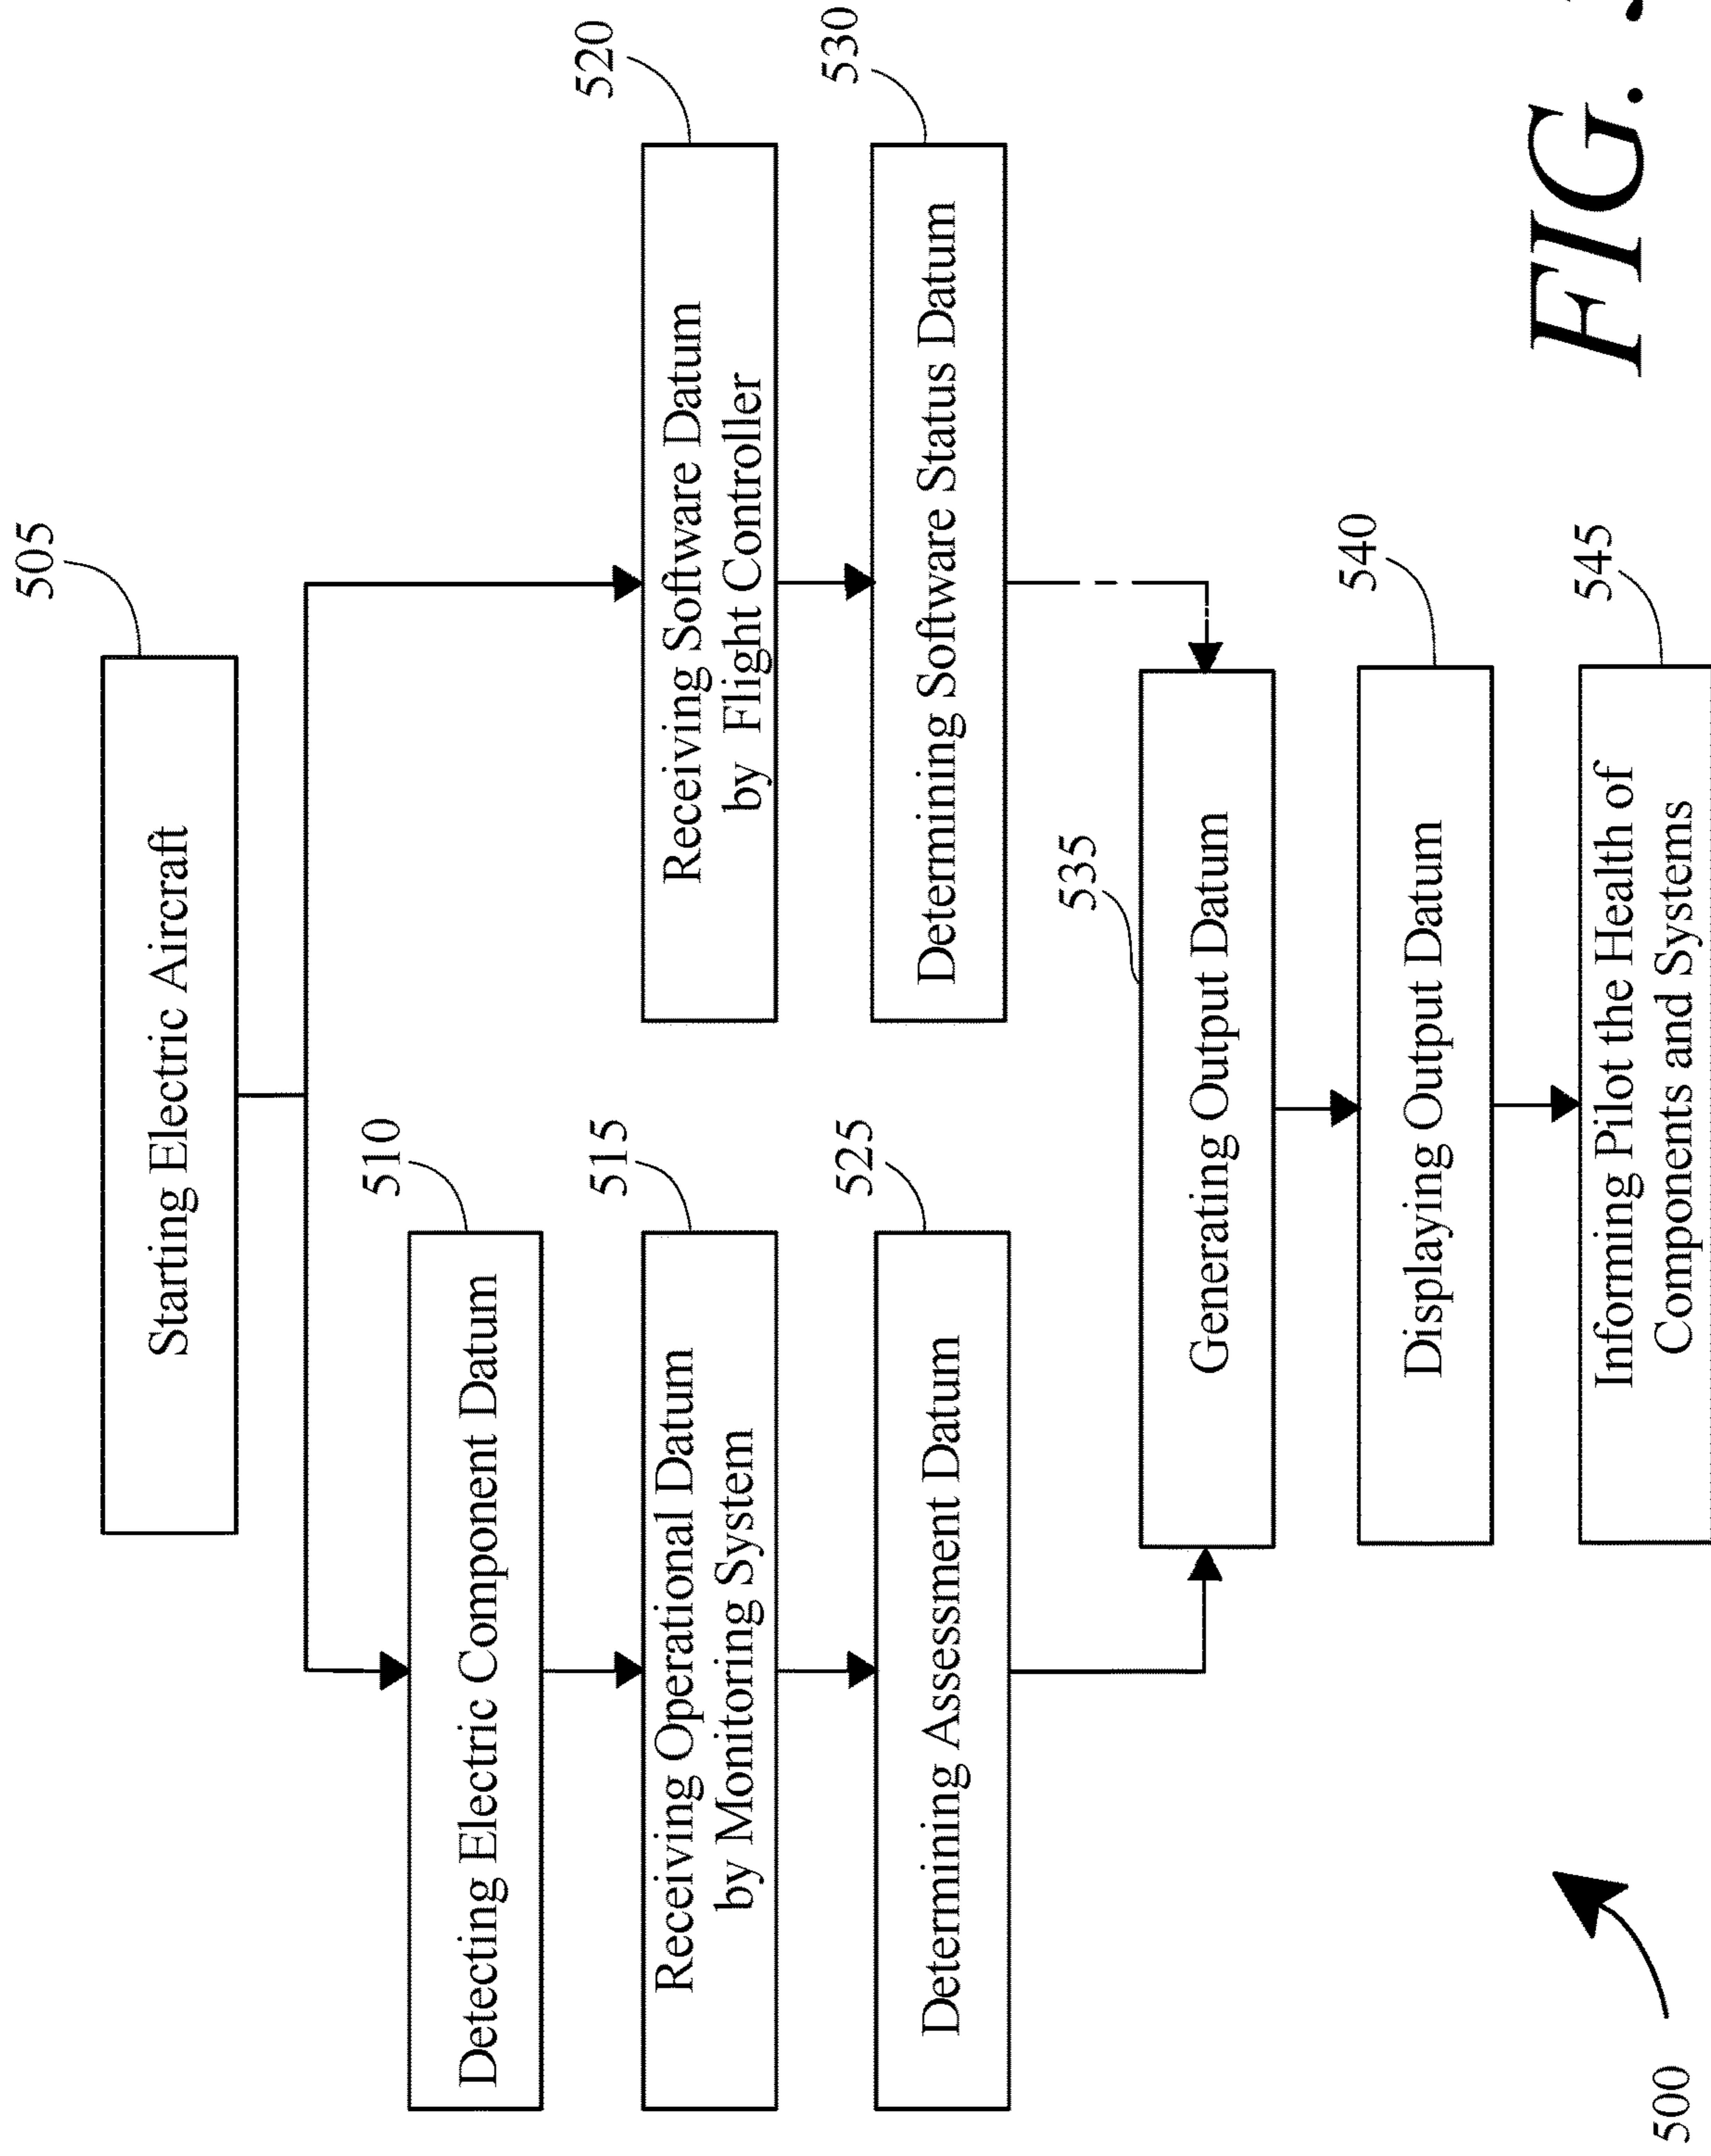 505
Starting Electric Aircraft
510
Detecting Electric Component Datum
515
Receiving Operational Datum
by Monitoring System
520
Receiving Software Datum
by Flight Controller
525
Determining Assessment Datum
530
Determining Software Status Datum
535
Generating Output Datum
540
Displaying Output Datum
545
Informing Pilot the Health of
Components and Systems
500
FIG.